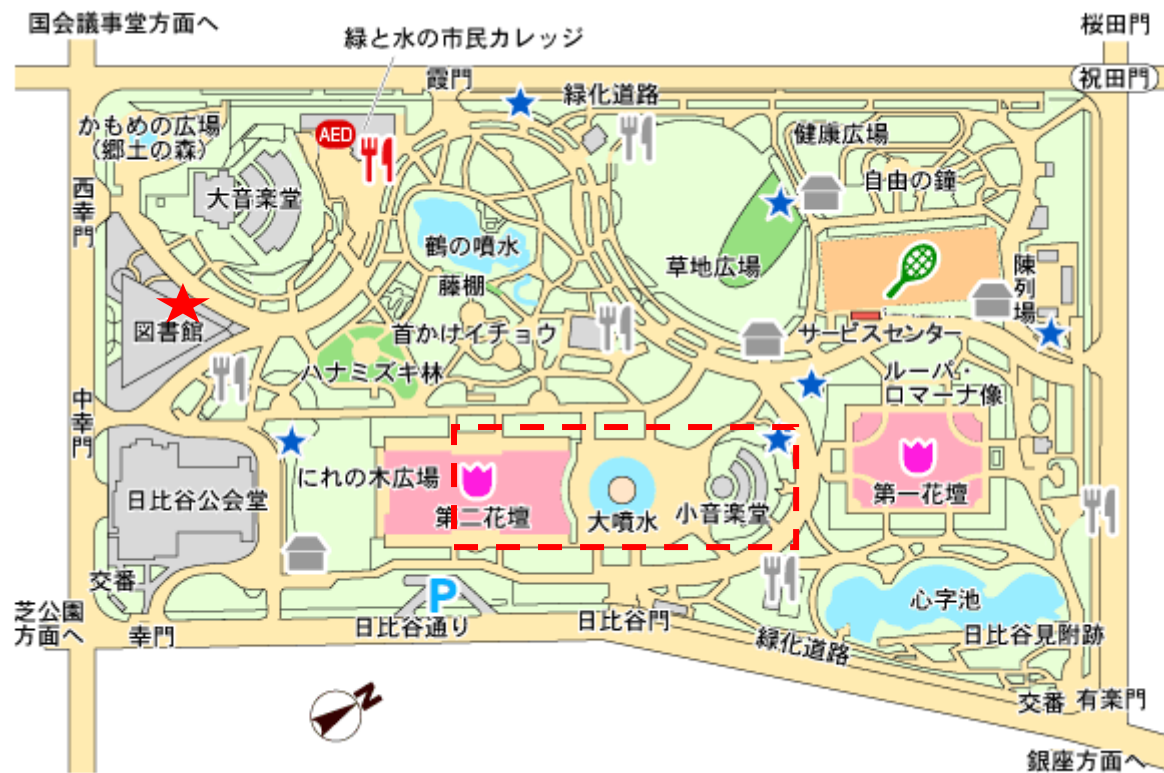 国会議事堂方面へ
桜田門
緑と水の市民カレッジ
霞門
祝田門
緑化道路
かもめの広場
（郷土の森）
AED
健康広場
自由の鐘
西幸門
大音楽堂
鶴の噴水
草地広場
陳列場
藤棚
図書館
首かけイチョウ
サービスセンター
ハナミズキ林
ルーパ・
ロマーナ像
中幸門
にれの木広場
日比谷公会堂
第二花壇
大噴水
小音楽堂
第一花壇
交番
P
心字池
芝公園
方面へ
幸門
日比谷通り
日比谷門
緑化道路
日比谷見附跡
N
交番
有楽門
銀座方面へ